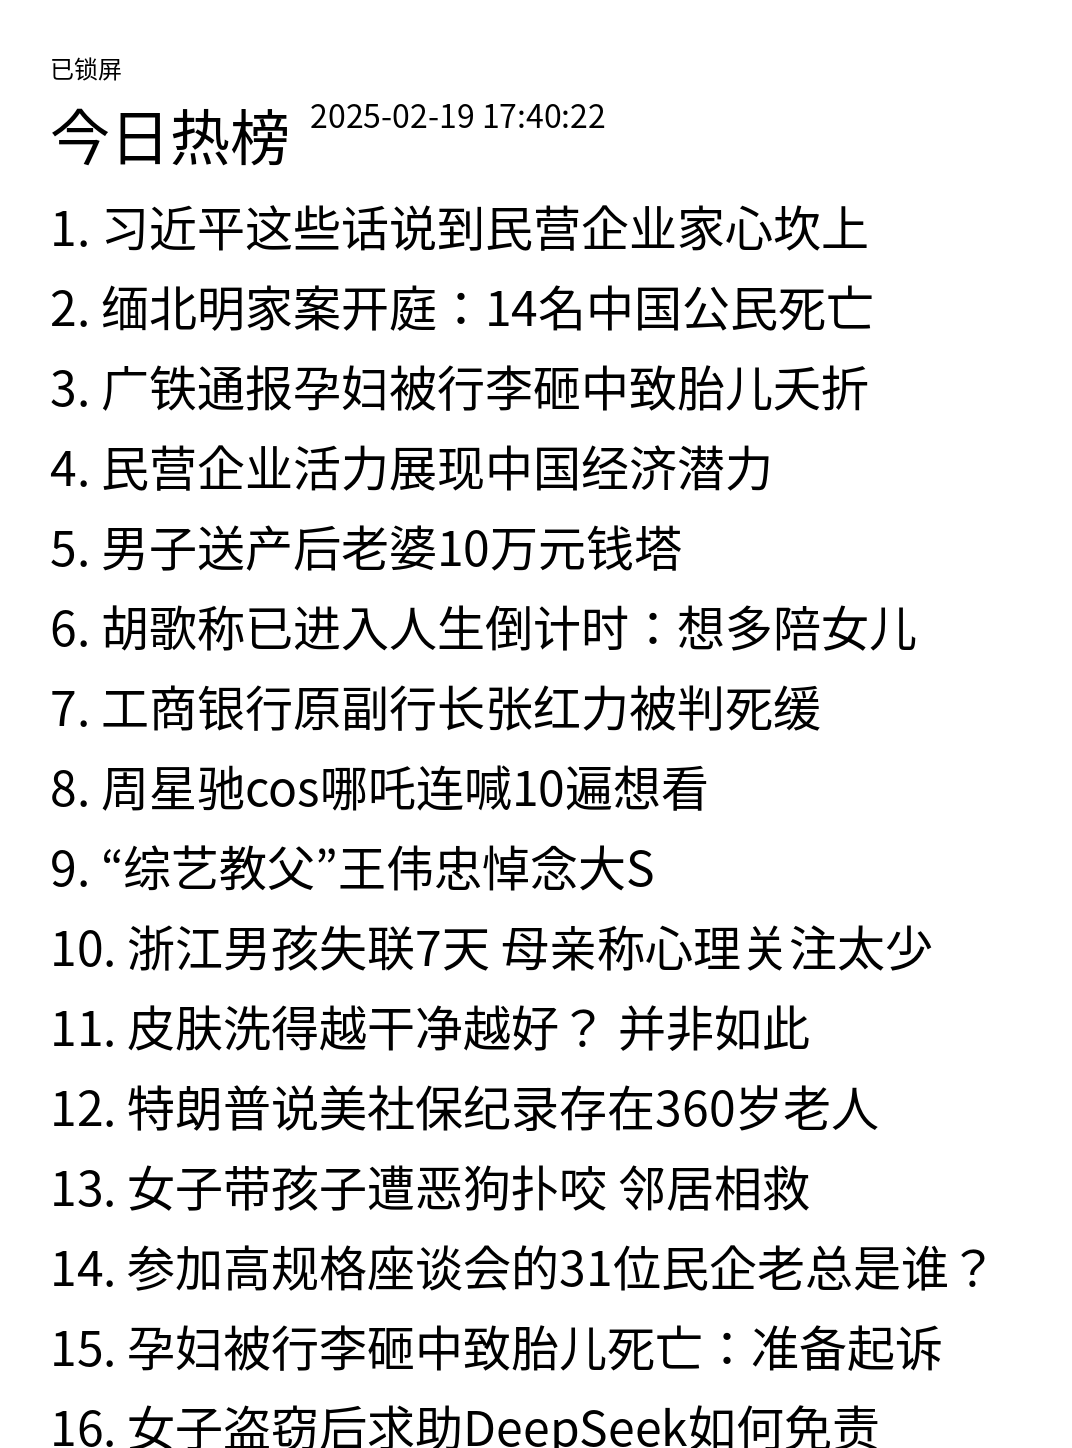 已锁屏
今日热榜 2025-02-19 17:40:22
1. 习近平这些话说到民营企业家心坎上
2. 缅北明家案开庭：14名中国公民死亡
3. 广铁通报孕妇被行李砸中致胎儿夭折
4. 民营企业活力展现中国经济潜力
5. 男子送产后老婆10万元钱塔
6. 胡歌称已进入人生倒计时：想多陪女儿
7. 工商银行原副行长张红力被判死缓
8. 周星驰cos哪吒连喊10遍想看
9. “综艺教父”王伟忠悼念大S
10. 浙江男孩失联7天 母亲称心理关注太少
11. 皮肤洗得越干净越好？ 并非如此
12. 特朗普说美社保纪录存在360岁老人
13. 女子带孩子遭恶狗扑咬 邻居相救
14. 参加高规格座谈会的31位民企老总是谁？
15. 孕妇被行李砸中致胎儿死亡：准备起诉
16. 女子盗窃后求助DeepSeek如何免责